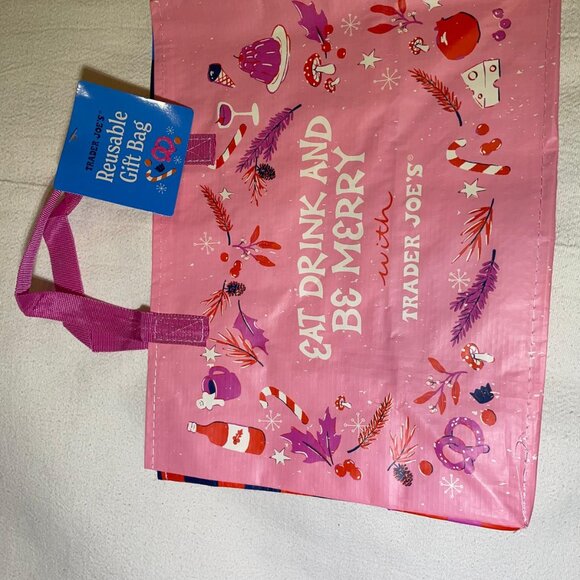 TRADER JOE'S®
Reusable
Gift Bag
EAT DRINK AND
BE MERRY
with
TRADER JOE'S®